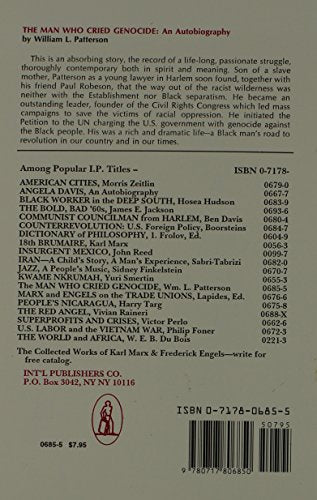 THE MAN WHO CRIED GENOCIDE: An Autobiography
by William L. Patterson
This is an absorbing story, the record of a life-long, passionate struggle,
thoroughly contemporary both in spirit and meaning. Son of a slave
mother, Patterson as a young lawyer in Harlem soon found, together with
his friend Paul Robeson, that the way out of the racist wilderness was
neither with the Establishment nor Black separatism. He became an
outstanding leader, founder of the Civil Rights Congress which led
mass campaigns to save the victims of racial oppression. He initiated the
Petition to the UN charging the U.S. government with genocide against
the Black people. His was a rich and dramatic life—a Black man's road to
revolution in our country and in our times.
Among Popular I.P. Titles – ISBN 0-7178-
AMERICAN CITIES, Morris Zeitlin 0679-0
ANGELA DAVIS, An Autobiography 0667-7
BLACK WORKER in the DEEP SOUTH, Hosea Hudson 0683-9
THE BOLD, BAD '60s, James E. Jackson 0693-6
COMMUNIST COUNCILMAN from HARLEM, Ben Davis 0680-4
COUNTERREVOLUTION: U.S. Foreign Policy, Boorstein 0684-7
DICTIONARY of PHILOSOPHY, I. Frolov, Ed. 0604-9
18th BRUMAIRE, Karl Marx 0056-3
INSURGENT MEXICO, John Reed 0099-7
IRAN—A Child's Story, A Man's Experience, Sabri-Tabrizi 0682-0
JAZZ, A People's Music, Sidney Finkelstein 0670-7
KWAME NKRUMAH, Yuri Smertin 0655-3
The MAN WHO CRIED GENOCIDE, Wm. L. PATTERSON 0685-5
MARX and ENGELS on the TRADE UNIONS, Lapides, Ed. 0676-6
PEOPLE'S NICARAGUA, Harry Targ 0675-8
THE RED ANGEL, Vivian Raineri 0688-X
SUPERPROFITS AND CRISES, Victor Perlo 0662-6
U.S. LABOR and the VIETNAM WAR, Philip Foner 0672-3
THE WORLD and AFRICA, W. E. B. Du Bois 0221-3
The Collected Works of Karl Marx & Frederick Engels—write for
free catalog.
INT'L PUBLISHERS CO.
P.O. Box 3042, NY NY 10116
ISBN 0-7178-0685-5
50795
9 780717 806850
0685-5 $7.95